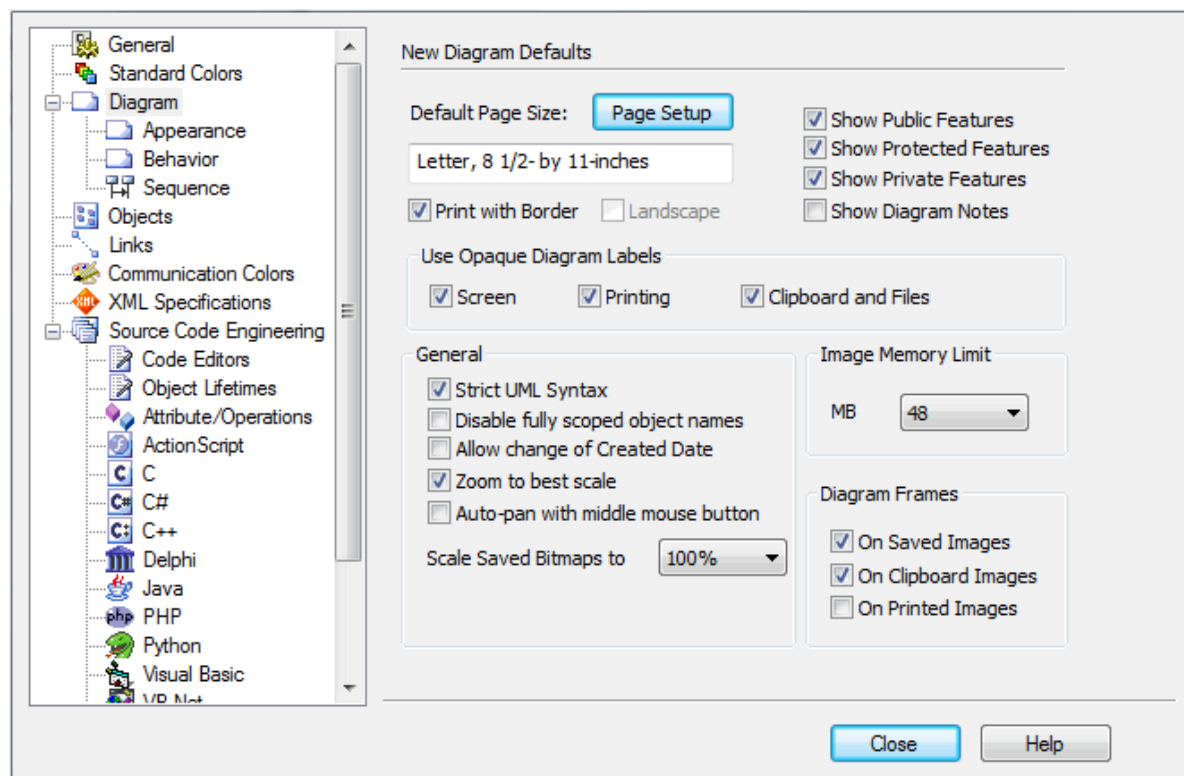 General
Standard Colors
Diagram
Appearance
Behavior
Sequence
Objects
Links
Communication Colors
XML Specifications
Source Code Engineering
Code Editors
Object Lifetimes
Attribute/Operations
ActionScript
C
C#
C++
Delphi
Java
php PHP
Python
Visual Basic
VB.Net
New Diagram Defaults
Default Page Size: Page Setup
Letter, 8 1/2- by 11-inches
Print with Border Landscape
Show Public Features
Show Protected Features
Show Private Features
Show Diagram Notes
Use Opaque Diagram Labels
Screen Printing Clipboard and Files
General
Strict UML Syntax
Disable fully scoped object names
Allow change of Created Date
Zoom to best scale
Auto-pan with middle mouse button
Scale Saved Bitmaps to 100%
Image Memory Limit
MB 48
Diagram Frames
On Saved Images
On Clipboard Images
On Printed Images
Close Help